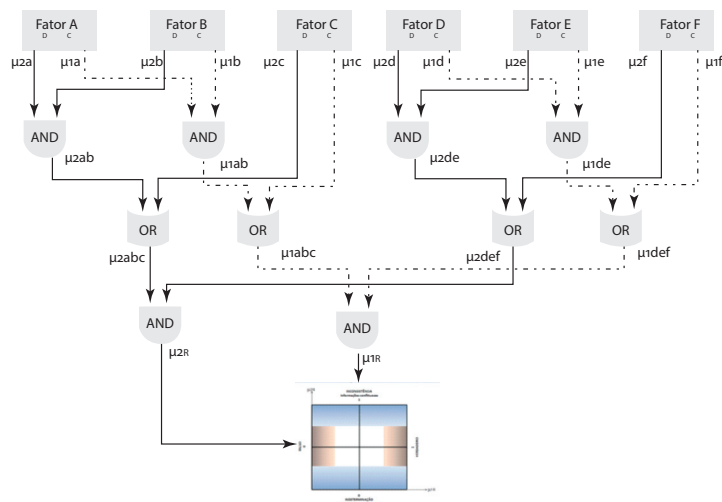 Fator A
D C
Fator B
D C
Fator C
D C
Fator D
D C
Fator E
D C
Fator F
D C
μ2a
μ1a
μ2b
μ1b
μ2c
μ1c
μ2d
μ1d
μ2e
μ1e
μ2f
μ1f
AND
AND
AND
AND
μ2ab
μ1ab
μ2de
μ1de
OR
OR
OR
OR
μ2abc
μ1abc
μ2def
μ1def
AND
AND
μ2R
μ1R